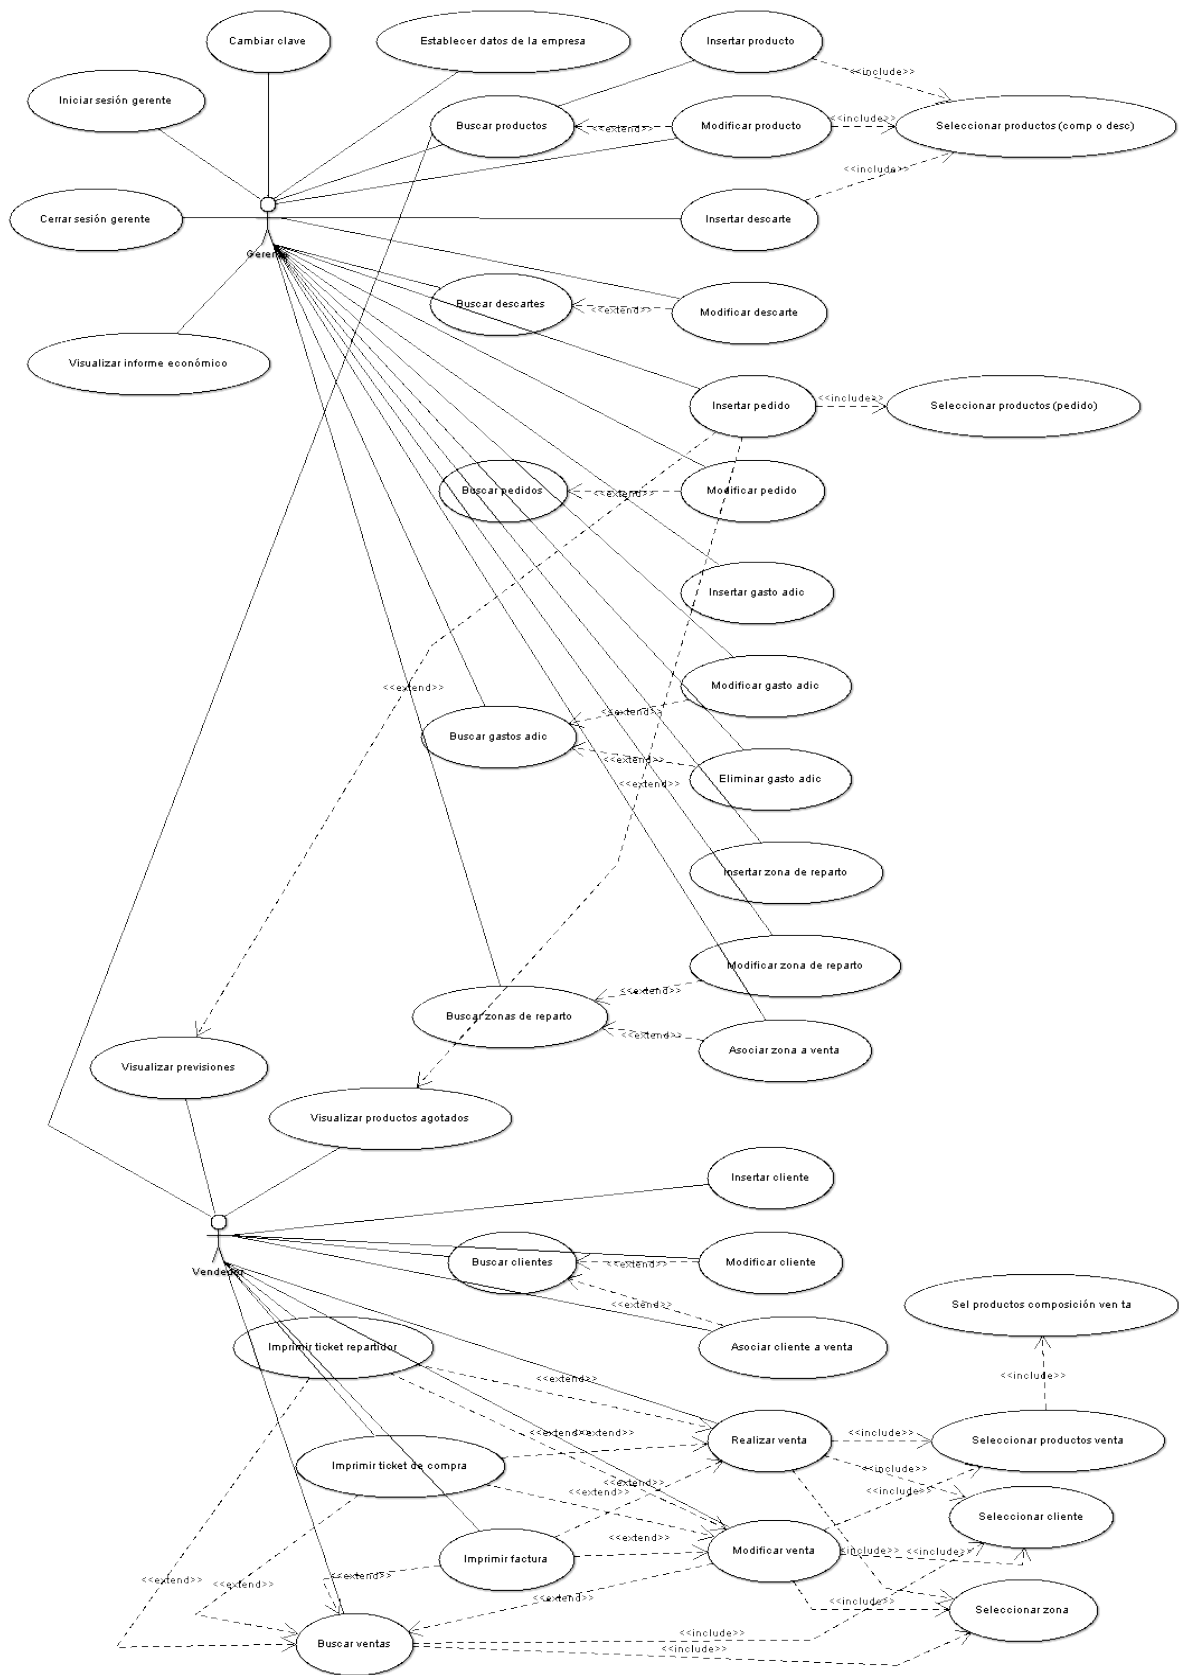 Cambiar clave
Establecer datos de la empresa
Insertar producto
<<include>>
Iniciar sesión gerente
Buscar productos
<<extend>>
Modificar producto
<<include>>
Seleccionar productos (comp o desc)
<<include>>
Cerrar sesión gerente
Insertar descarte
Gerente
Buscar descartes
<<extend>>
Modificar descarte
Visualizar informe económico
Insertar pedido
<<include>>
Seleccionar productos (pedido)
Buscar pedidos
<<extend>>
Modificar pedido
Insertar gasto adic
Modificar gasto adic
<<extend>>
<<extend>>
Buscar gastos adic
<<extend>>
Eliminar gasto adic
<<extend>>
Insertar zona de reparto
Modificar zona de reparto
<<extend>>
Buscar zonas de reparto
<<extend>>
Asociar zona a venta
Visualizar previsiones
Visualizar productos agotados
Insertar cliente
Vendedor
Buscar clientes
<<extend>>
Modificar cliente
<<extend>>
Sel productos composición ven ta
Imprimir ticket repartidor
Asociar cliente a venta
<<extend>>
<<include>>
<<extend>>
<<extend>>
Realizar venta
<<include>>
Seleccionar productos venta
Imprimir ticket de compra
<<include>>
<<extend>>
<<extend>>
<<include>>
Seleccionar cliente
<<extend>>
Imprimir factura
Modificar venta
<<include>>
<<include>>
<<extend>>
<<extend>>
<<extend>>
<<extend>>
<<include>>
Seleccionar zona
<<include>>
Buscar ventas
<<include>>